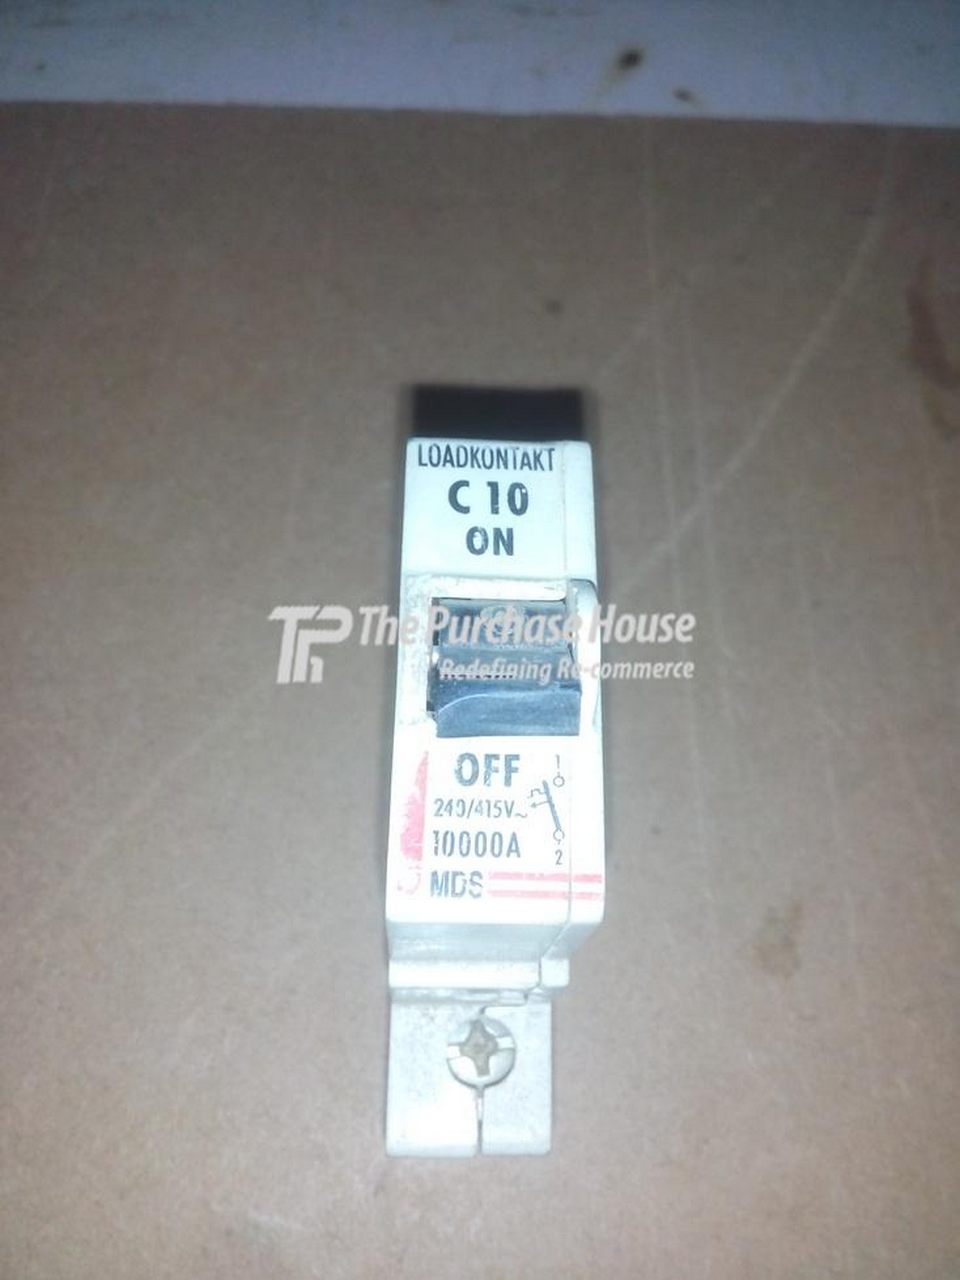 LOADKONTAKT
C 10
ON
The Purchase House
Redefining Re-commerce
OFF
1
240/415V~
10000A
2
MDS